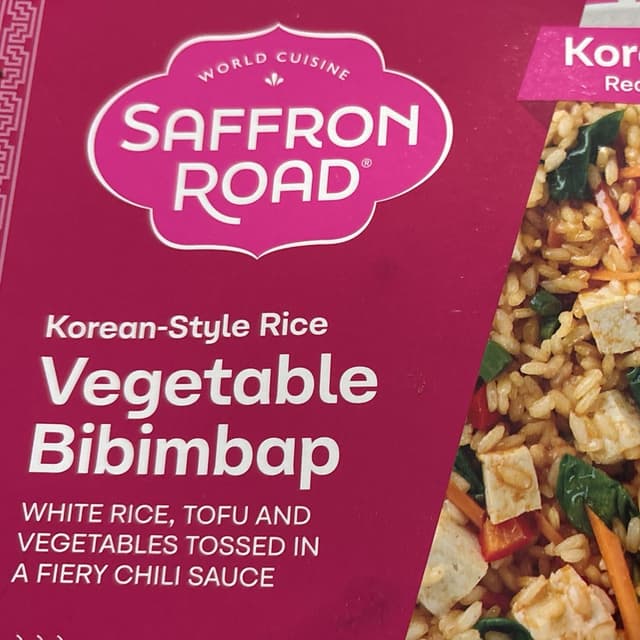 WORLD CUISINE
SAFFRON
ROAD®
Korean-Style Rice
Vegetable
Bibimbap
WHITE RICE, TOFU AND
VEGETABLES TOSSED IN
A FIERY CHILI SAUCE